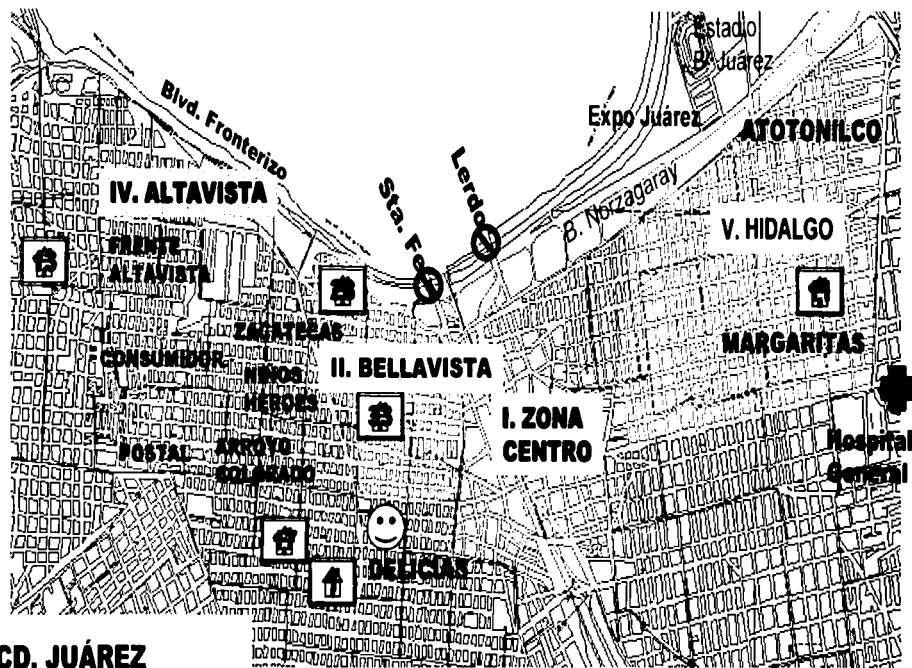 Estadio
B. Juárez
Blvd. Fronterizo
Expo Juárez
ATOTONILCO
Lerdo
Sta. Fe
B. Norzagaray
IV. ALTAVISTA
V. HIDALGO
FRENTE
ALTAVISTA
ZACATECAS
MARGARITAS
CONSUMIDOR
II. BELLAVISTA
NIÑOS
HEROES
I. ZONA
CENTRO
POSTAL
ARROYO
COLORADO
Hospital
General
DELICIAS
CD. JUÁREZ